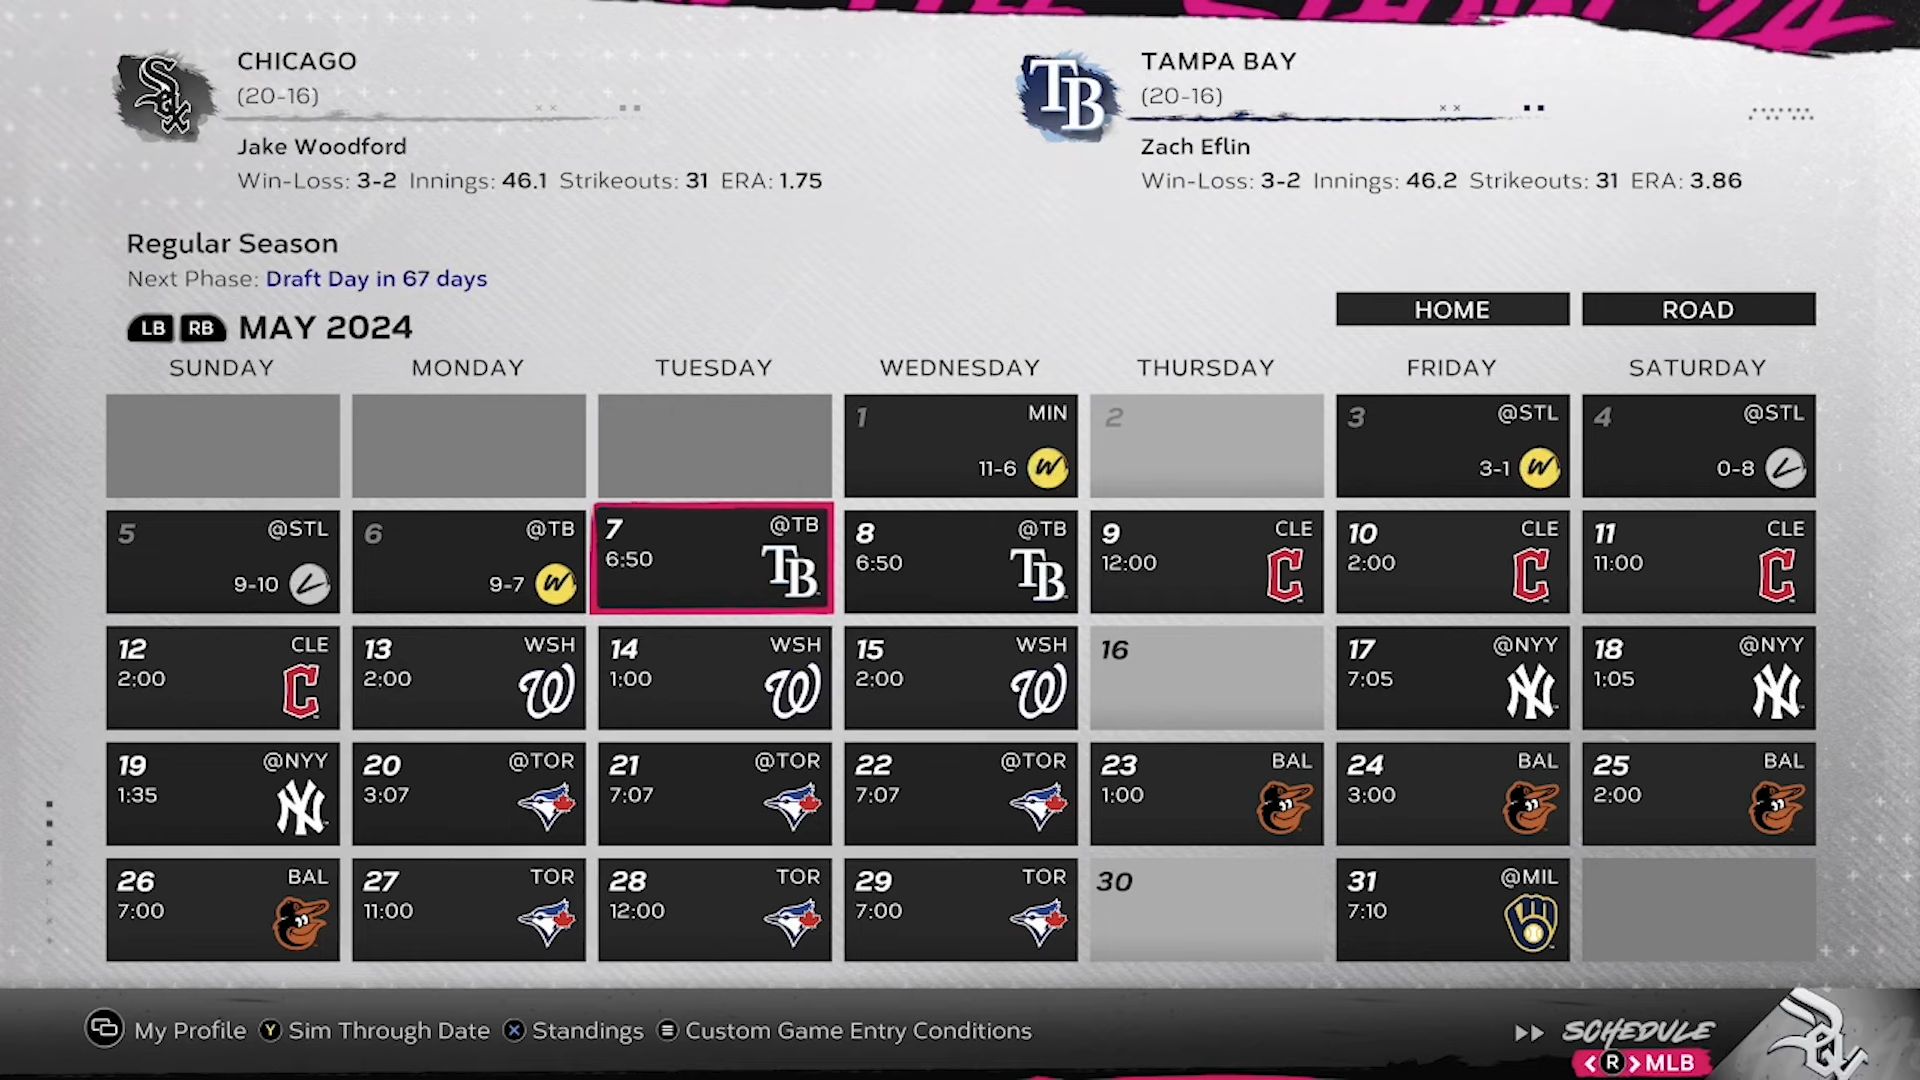 THE SHOW 24
CHICAGO
(20-16)
Jake Woodford
Win-Loss: 3-2 Innings: 46.1 Strikeouts: 31 ERA: 1.75
TAMPA BAY
(20-16)
Zach Eflin
Win-Loss: 3-2 Innings: 46.2 Strikeouts: 31 ERA: 3.86
Regular Season
Next Phase: Draft Day in 67 days
HOME ROAD
LB RB MAY 2024
SUNDAY MONDAY TUESDAY WEDNESDAY THURSDAY FRIDAY SATURDAY
1 MIN
11-6 W
2
3 @STL
3-1 W
4 @STL
0-8 L
5 @STL
9-10 L
6 @TB
9-7 W
7 @TB
6:50 TB
8 @TB
6:50 TB
9 CLE
12:00 C
10 CLE
2:00 C
11 CLE
11:00 C
12 CLE
2:00 C
13 WSH
2:00 W
14 WSH
1:00 W
15 WSH
2:00 W
16
17 @NYY
7:05 NY
18 @NYY
1:05 NY
19 @NYY
1:35 NY
20 @TOR
3:07
21 @TOR
7:07
22 @TOR
7:07
23 BAL
1:00
24 BAL
3:00
25 BAL
2:00
26 BAL
7:00
27 TOR
11:00
28 TOR
12:00
29 TOR
7:00
30
31 @MIL
7:10
My Profile Y Sim Through Date X Standings Custom Game Entry Conditions
SCHEDULE
R MLB